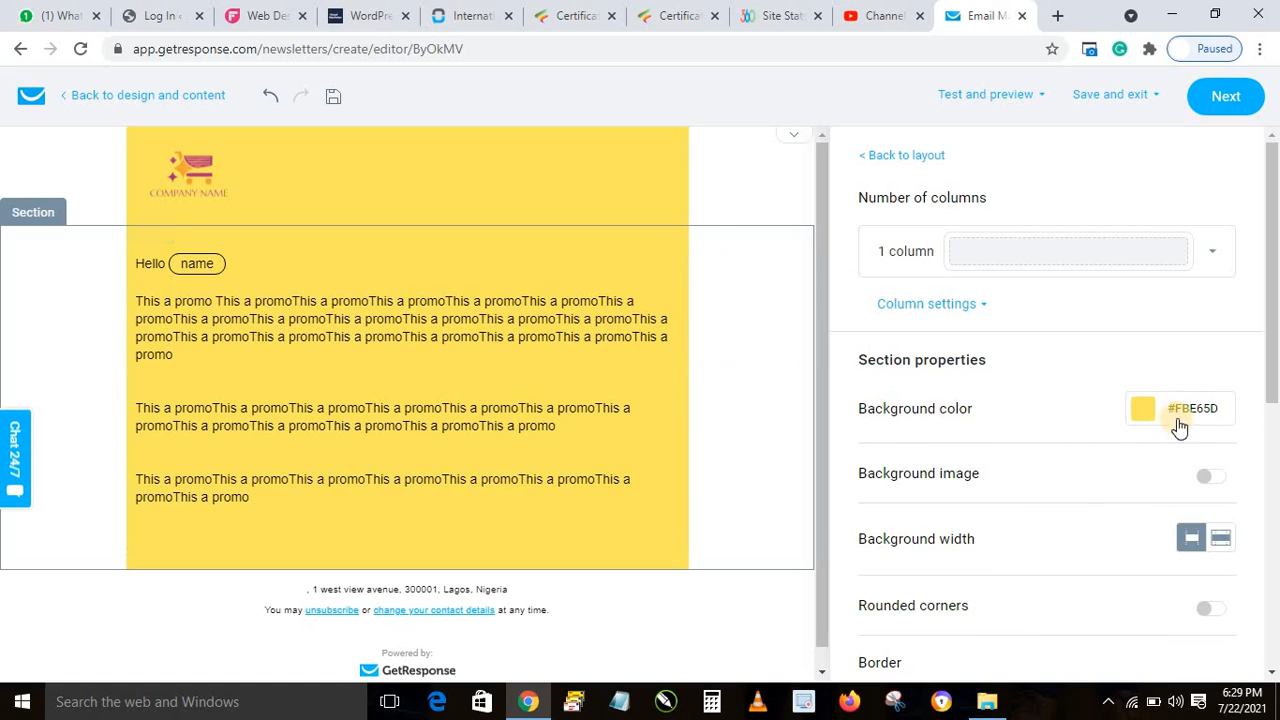 (1) What
Log In ‹
Web Des
WordPre
Internati
Certifica
Certifica
Site Stat
Channel
Email M
app.getresponse.com/newsletters/create/editor/ByOkMV
Paused
Back to design and content
Test and preview
Save and exit
Next
COMPANY NAME
Section
Hello name
This a promo This a promoThis a promoThis a promoThis a promoThis a promoThis a
promoThis a promoThis a promoThis a promoThis a promoThis a promoThis a promoThis a
promoThis a promoThis a promoThis a promoThis a promoThis a promoThis a promoThis a
promo
This a promoThis a promoThis a promoThis a promoThis a promoThis a promoThis a
promoThis a promoThis a promoThis a promoThis a promoThis a promo
This a promoThis a promoThis a promoThis a promoThis a promoThis a promoThis a
promoThis a promo
, 1 west view avenue, 300001, Lagos, Nigeria
You may unsubscribe or change your contact details at any time.
Powered by:
GetResponse
Chat 24/7
< Back to layout
Number of columns
1 column
Column settings
Section properties
Background color
#FBE65D
Background image
Background width
Rounded corners
Border
Search the web and Windows
6:29 PM
7/22/2021